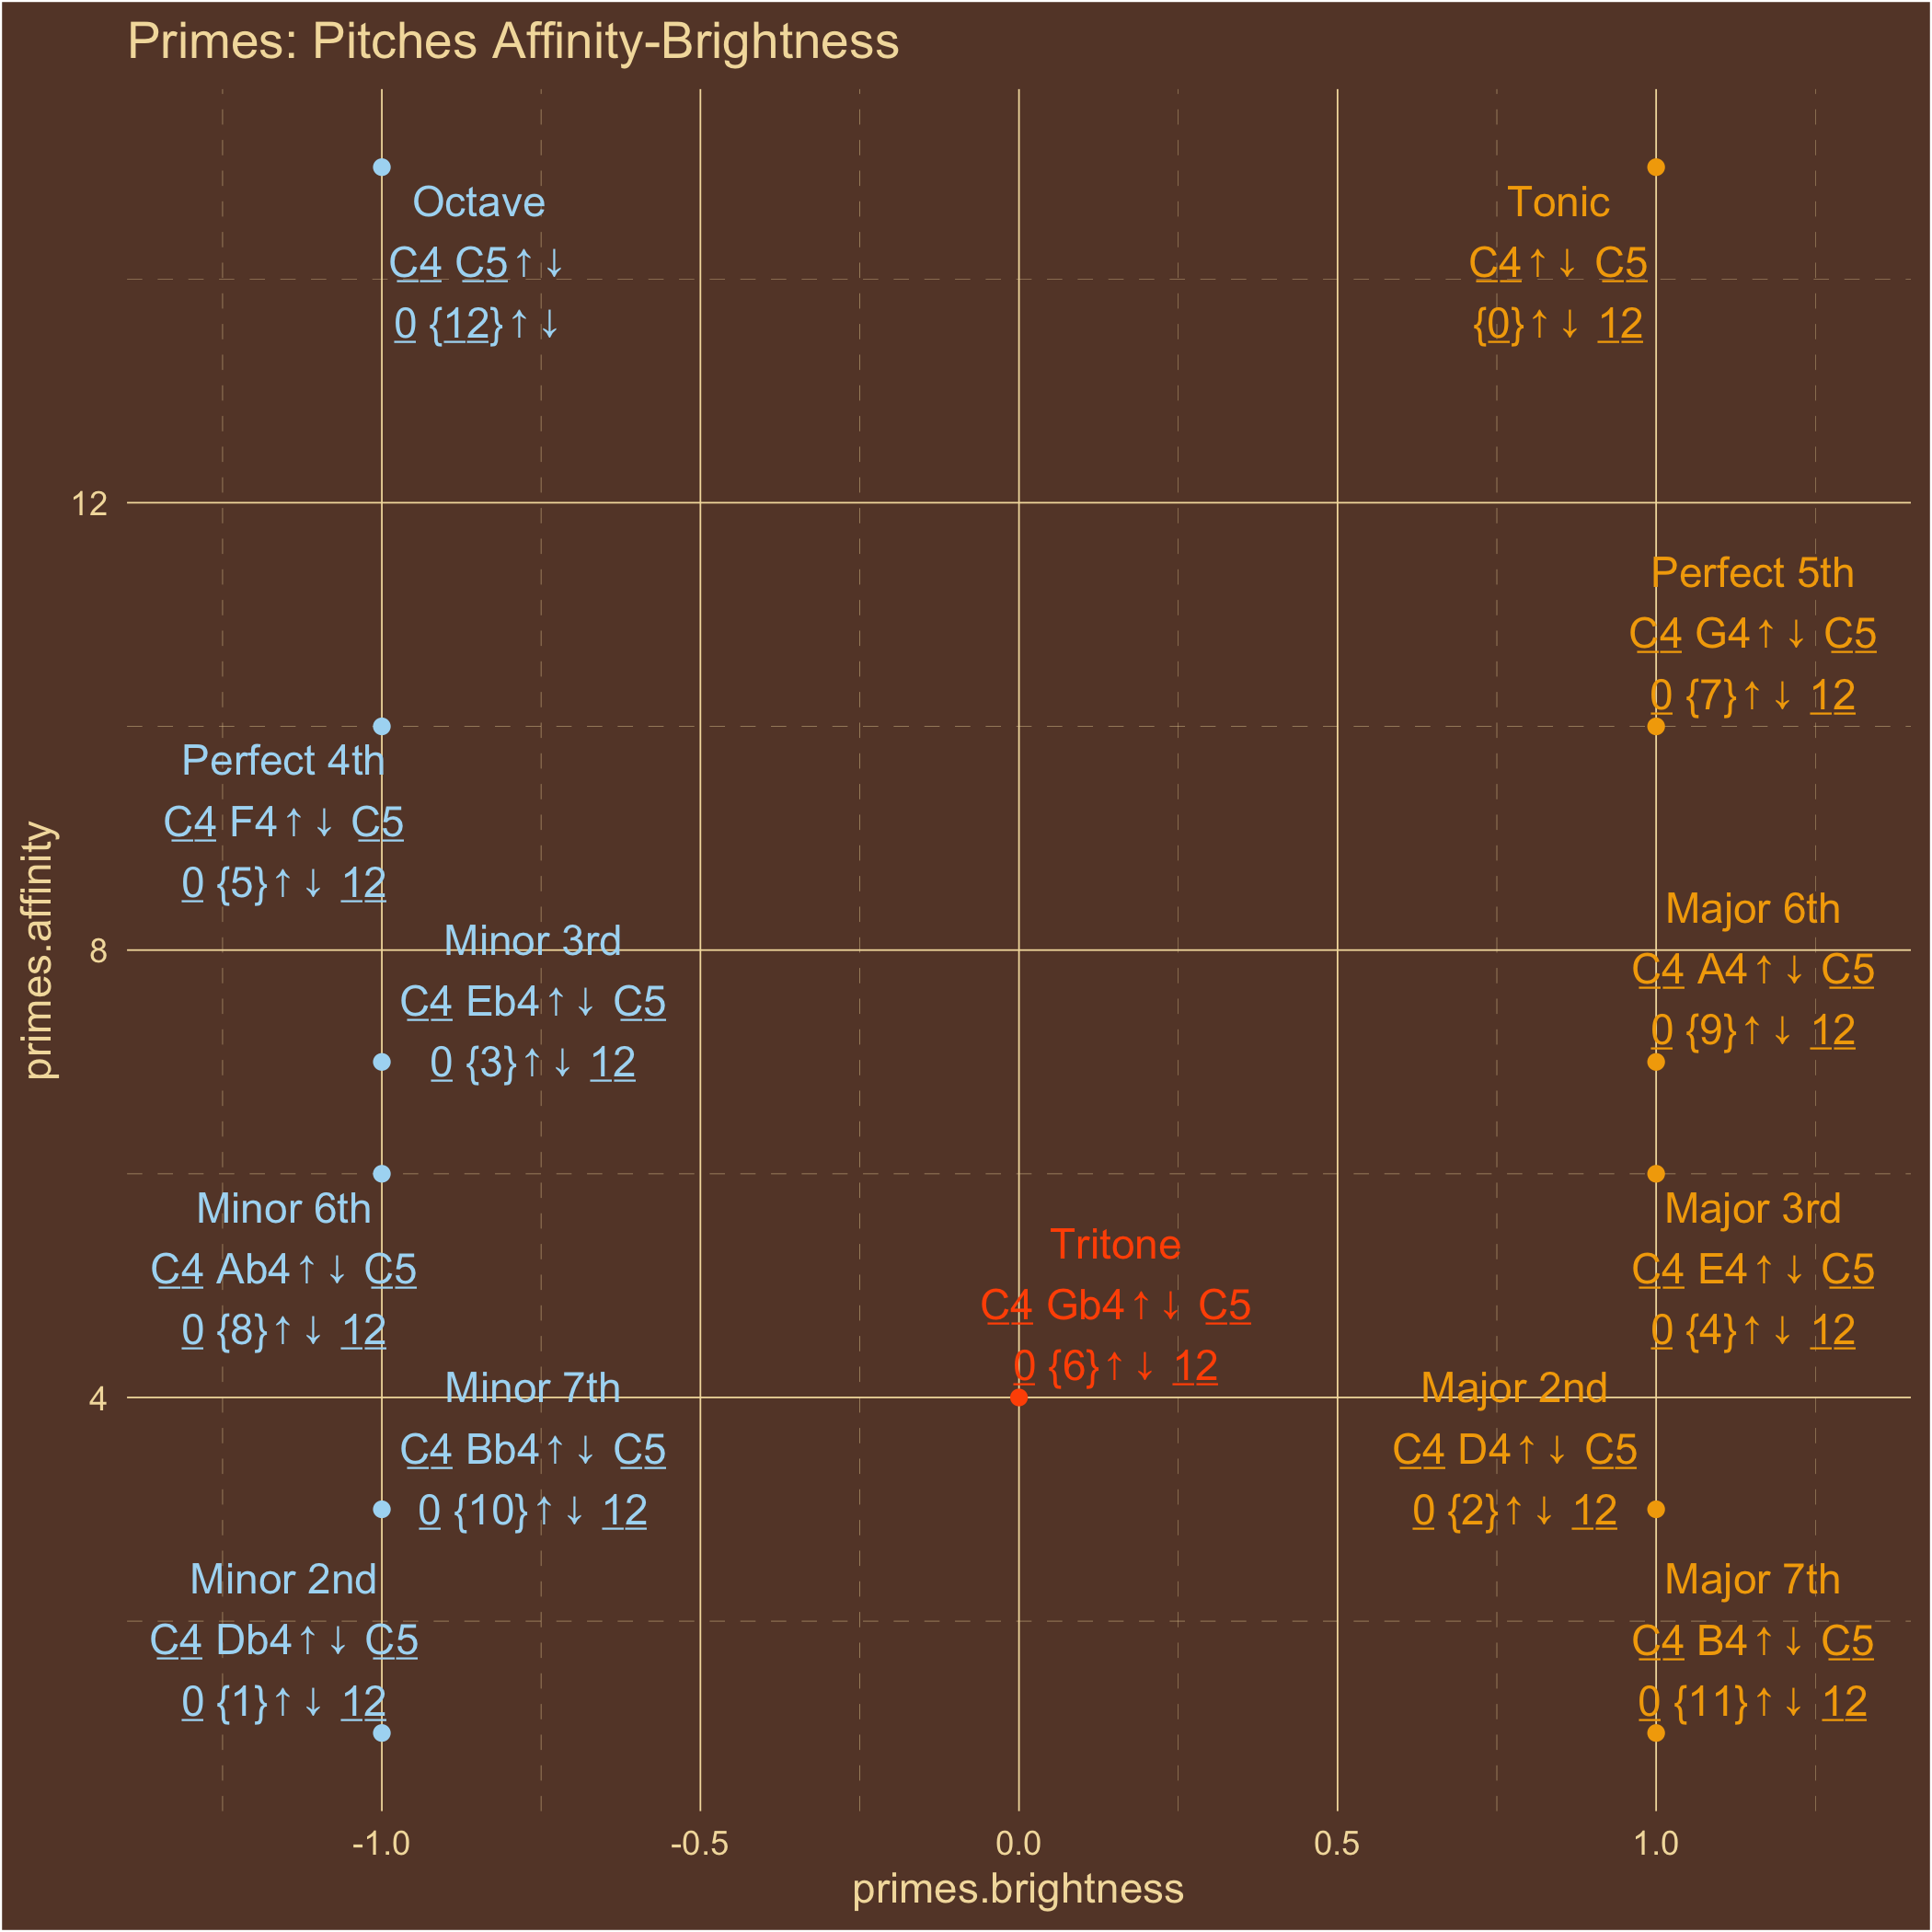 Primes: Pitches Affinity-Brightness
Octave
C4 C5↑↓
0 {12}↑↓
Tonic
C4↑↓ C5
{0}↑↓ 12
12
Perfect 5th
C4 G4↑↓ C5
0 {7}↑↓ 12
Perfect 4th
C4 F4↑↓ C5
0 {5}↑↓ 12
Major 6th
C4 A4↑↓ C5
0 {9}↑↓ 12
8
Minor 3rd
C4 Eb4↑↓ C5
0 {3}↑↓ 12
primes.affinity
Minor 6th
C4 Ab4↑↓ C5
0 {8}↑↓ 12
Major 3rd
C4 E4↑↓ C5
0 {4}↑↓ 12
Tritone
C4 Gb4↑↓ C5
0 {6}↑↓ 12
4
Minor 7th
C4 Bb4↑↓ C5
0 {10}↑↓ 12
Major 2nd
C4 D4↑↓ C5
0 {2}↑↓ 12
Minor 2nd
C4 Db4↑↓ C5
0 {1}↑↓ 12
Major 7th
C4 B4↑↓ C5
0 {11}↑↓ 12
-1.0 -0.5 0.0 0.5 1.0
primes.brightness